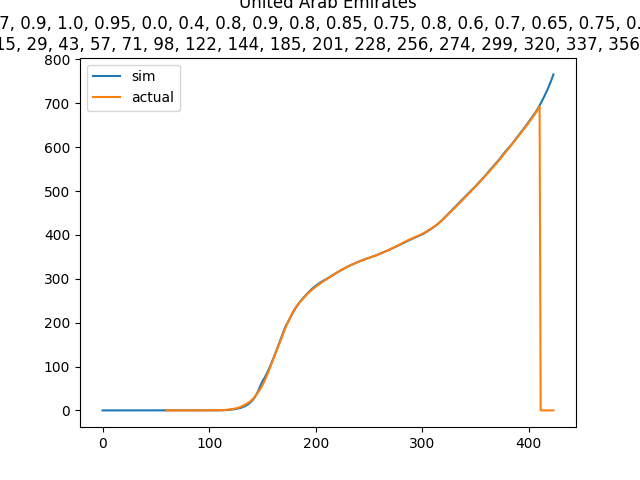 United Arab Emirates
7, 0.9, 1.0, 0.95, 0.0, 0.4, 0.8, 0.9, 0.8, 0.85, 0.75, 0.8, 0.6, 0.7, 0.65, 0.75, 0.
15, 29, 43, 57, 71, 98, 122, 144, 185, 201, 228, 256, 274, 299, 320, 337, 356
sim
actual
800
700
600
500
400
300
200
100
0
0 100 200 300 400